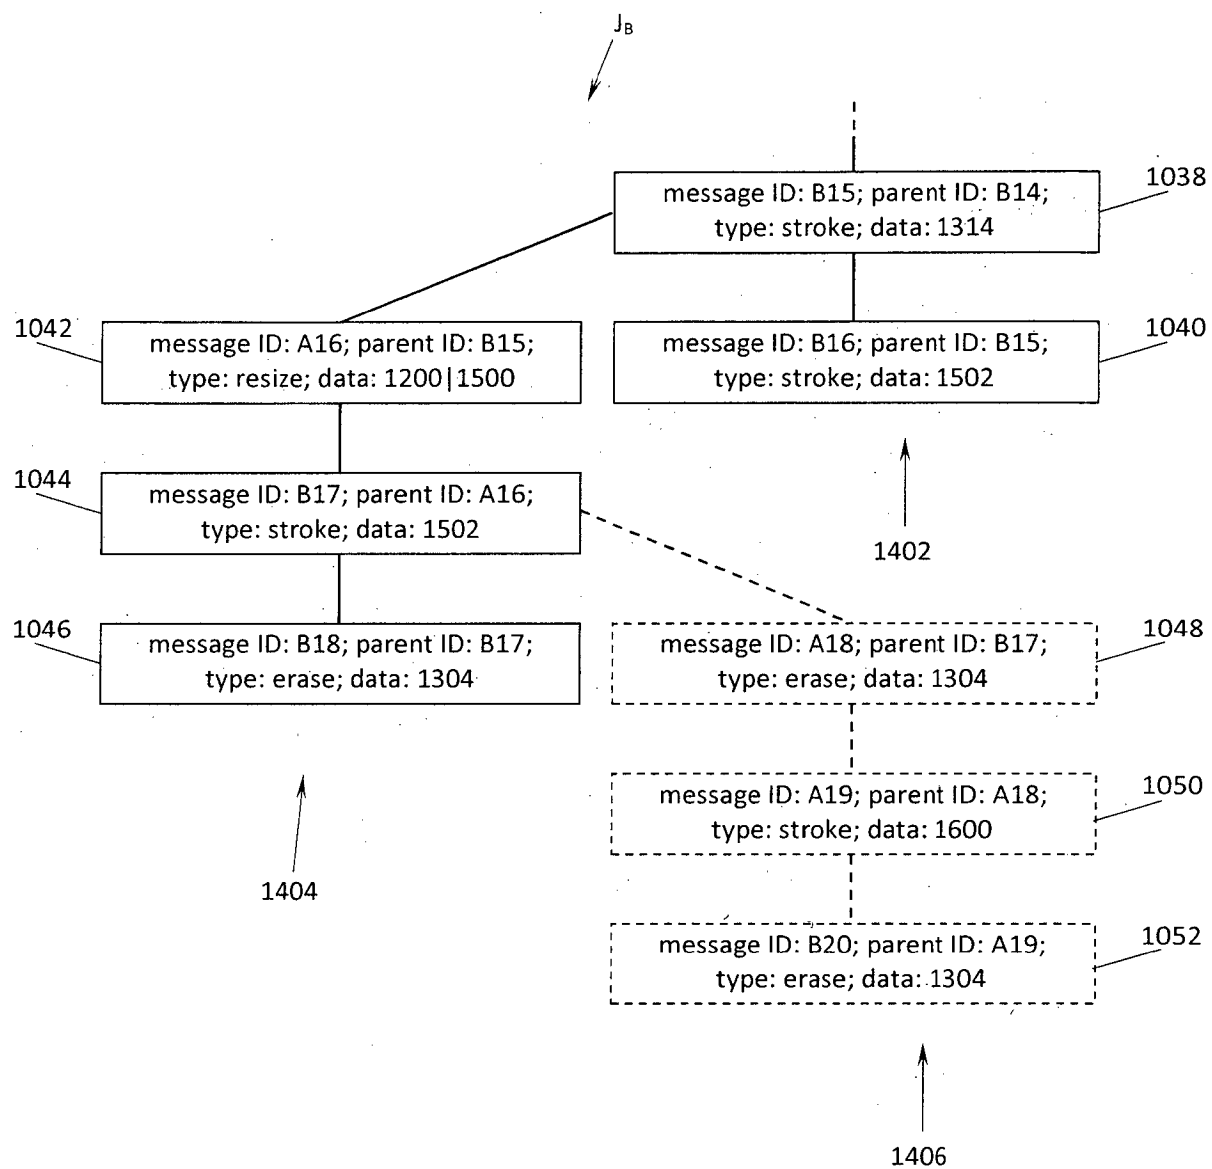 J_B
1038
message ID: B15; parent ID: B14;
type: stroke; data: 1314
1042
message ID: A16; parent ID: B15;
type: resize; data: 1200|1500
1040
message ID: B16; parent ID: B15;
type: stroke; data: 1502
1044
message ID: B17; parent ID: A16;
type: stroke; data: 1502
1402
1046
message ID: B18; parent ID: B17;
type: erase; data: 1304
1048
message ID: A18; parent ID: B17;
type: erase; data: 1304
1050
message ID: A19; parent ID: A18;
type: stroke; data: 1600
1404
1052
message ID: B20; parent ID: A19;
type: erase; data: 1304
1406